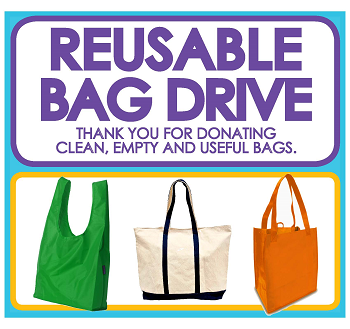 REUSABLE
BAG DRIVE
THANK YOU FOR DONATING
CLEAN, EMPTY AND USEFUL BAGS.